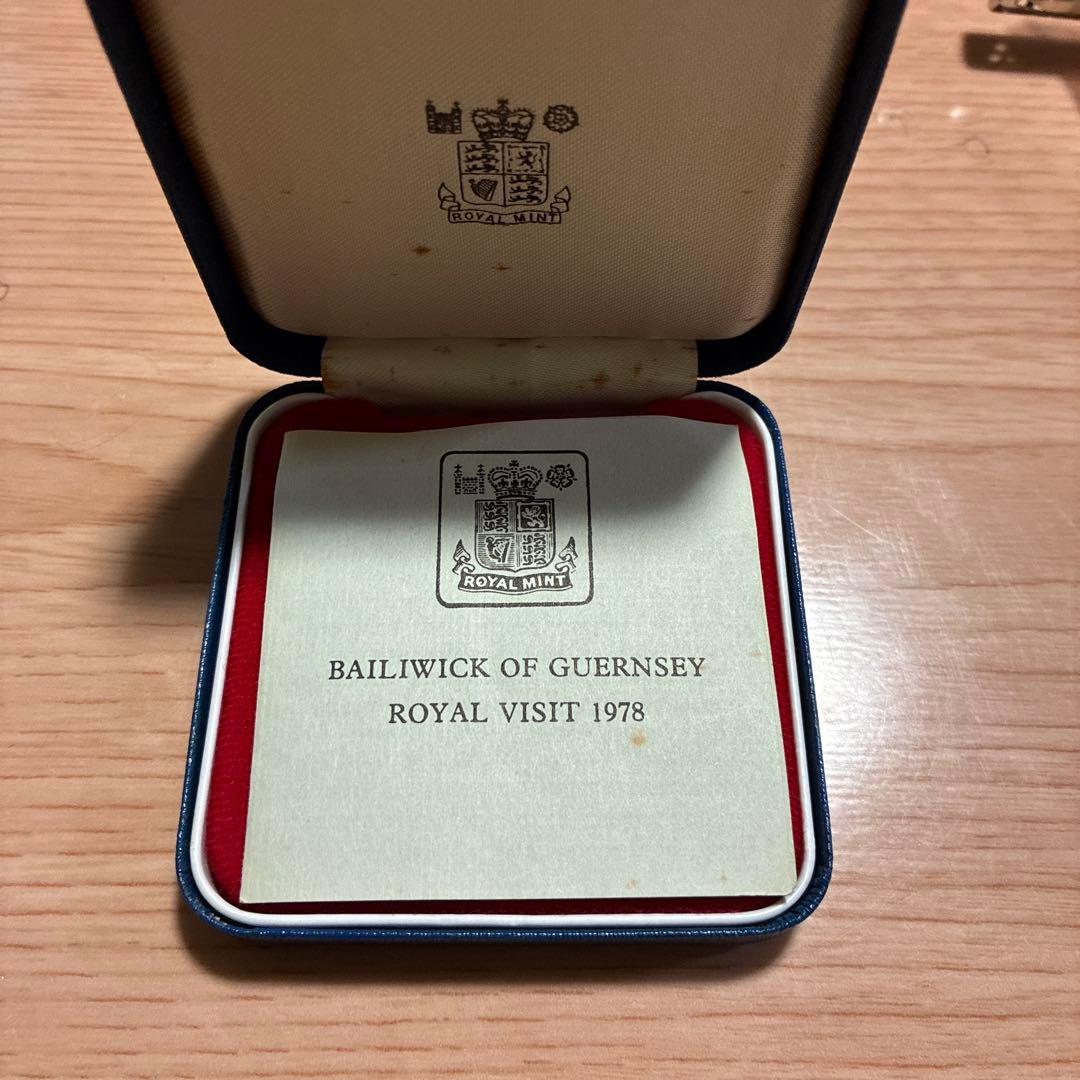 ROYAL MINT
ROYAL MINT
BAILIWICK OF GUERNSEY
ROYAL VISIT 1978